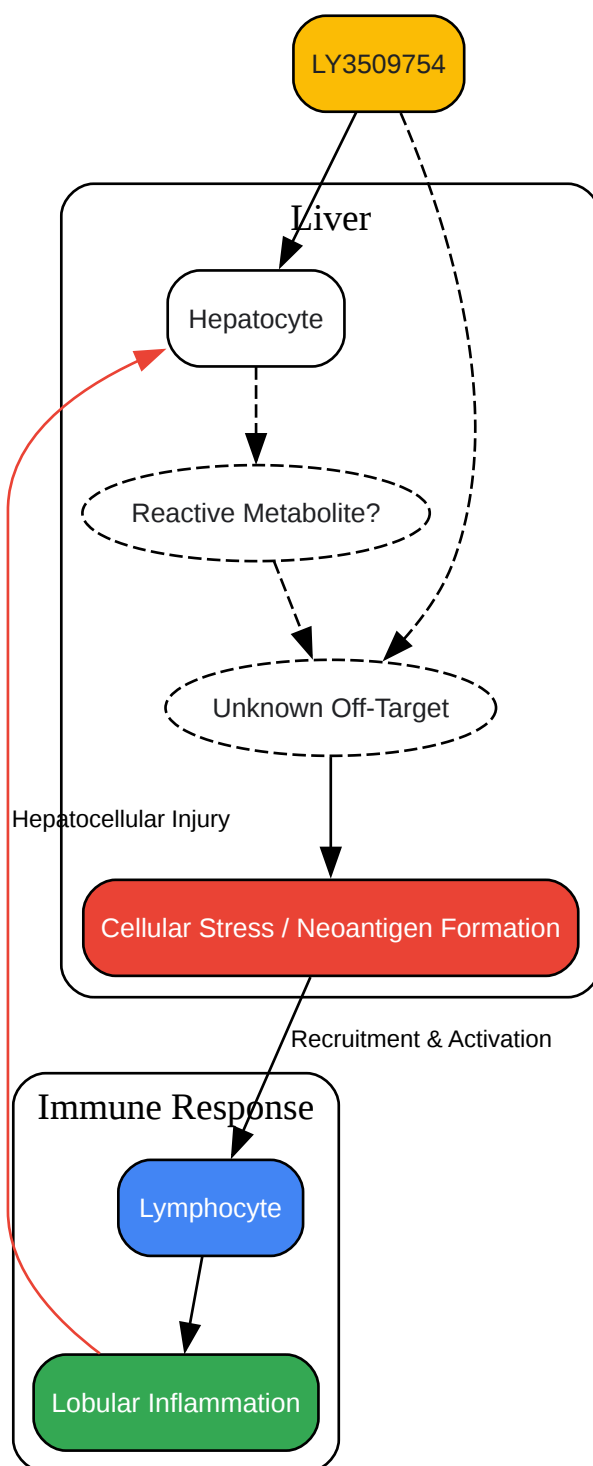 LY3509754
Liver
Hepatocyte
Reactive Metabolite?
Unknown Off-Target
Hepatocellular Injury
Cellular Stress / Neoantigen Formation
Recruitment & Activation
Immune Response
Lymphocyte
Lobular Inflammation